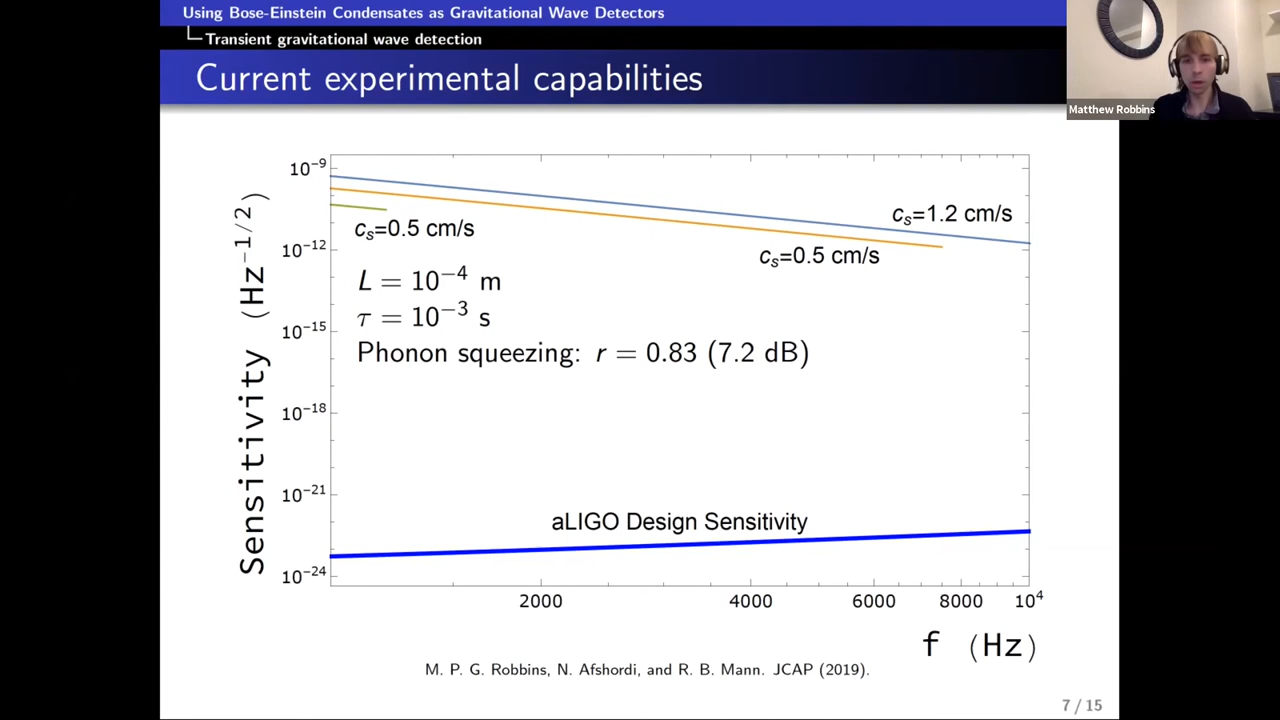 Using Bose-Einstein Condensates as Gravitational Wave Detectors
Transient gravitational wave detection
Current experimental capabilities
Matthew Robbins
Sensitivity (Hz^{-1/2})
10^{-9}
10^{-12}
10^{-15}
10^{-18}
10^{-21}
10^{-24}
c_s=1.2 cm/s
c_s=0.5 cm/s
c_s=0.5 cm/s
L = 10^{-4} m
τ = 10^{-3} s
Phonon squeezing: r = 0.83 (7.2 dB)
aLIGO Design Sensitivity
2000 4000 6000 8000 10^4
f (Hz)
M. P. G. Robbins, N. Afshordi, and R. B. Mann. JCAP (2019).
7 / 15